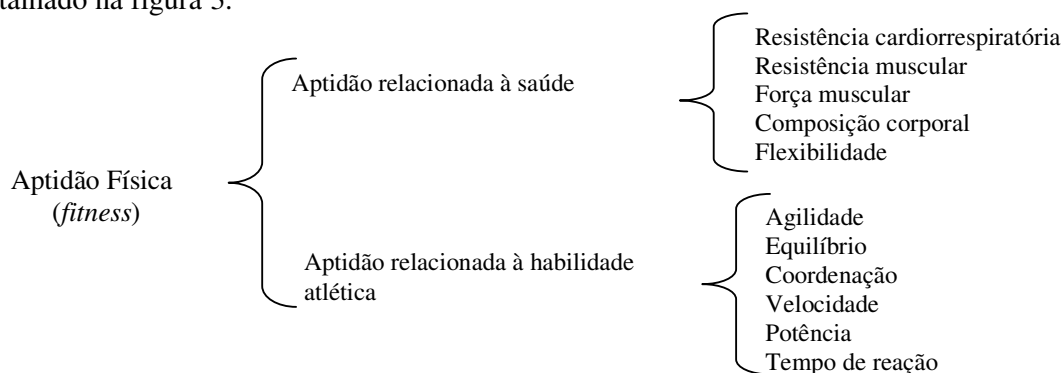 talhado na figura 3.
Aptidão Física
(fitness)
Aptidão relacionada à saúde
Resistência cardiorrespiratória
Resistência muscular
Força muscular
Composição corporal
Flexibilidade
Aptidão relacionada à habilidade
atlética
Agilidade
Equilíbrio
Coordenação
Velocidade
Potência
Tempo de reação